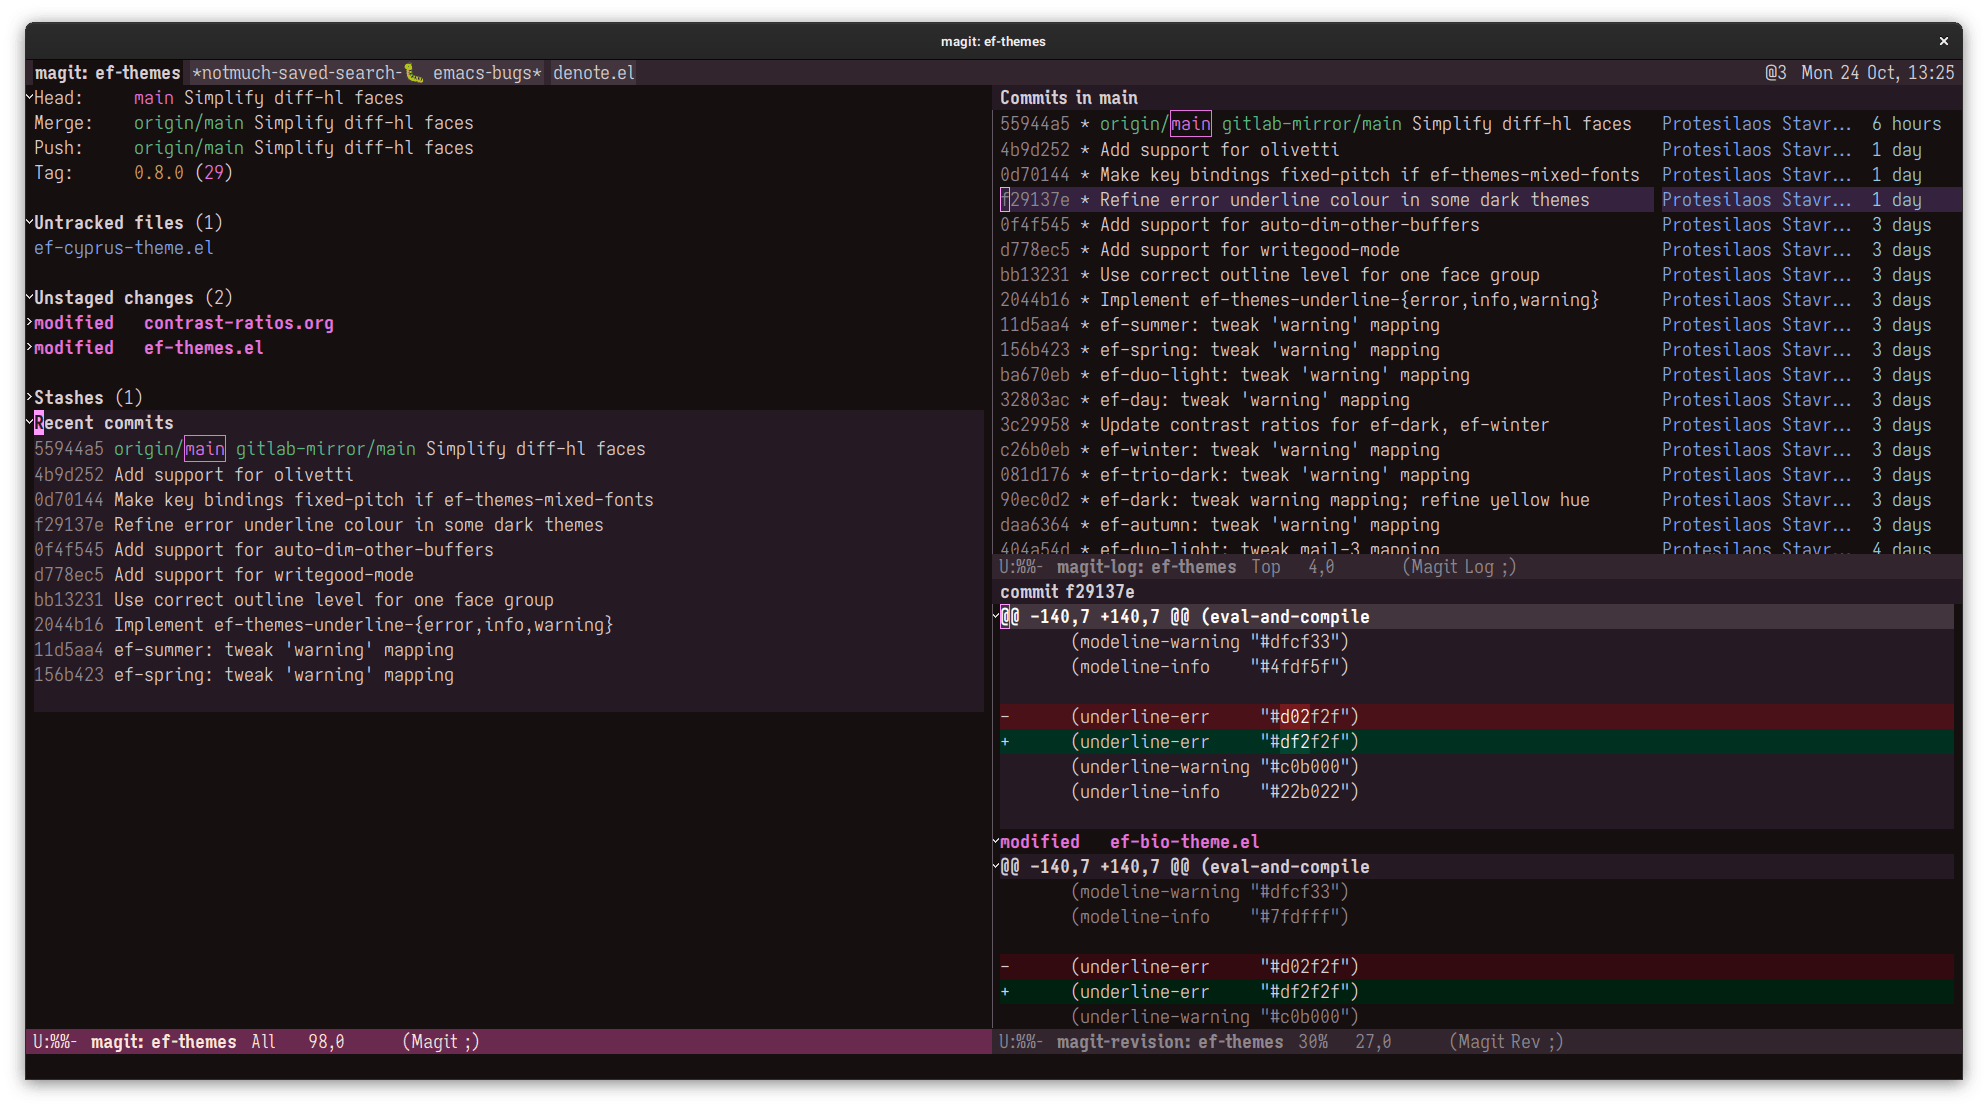 magit: ef-themes
magit: ef-themes *notmuch-saved-search-🐛 emacs-bugs* denote.el @3 Mon 24 Oct, 13:25
Head: main Simplify diff-hl faces
Merge: origin/main Simplify diff-hl faces
Push: origin/main Simplify diff-hl faces
Tag: 0.8.0 (29)
Untracked files (1)
ef-cyprus-theme.el
Unstaged changes (2)
modified contrast-ratios.org
modified ef-themes.el
Stashes (1)
Recent commits
55944a5 origin/main gitlab-mirror/main Simplify diff-hl faces
4b9d252 Add support for olivetti
0d70144 Make key bindings fixed-pitch if ef-themes-mixed-fonts
f29137e Refine error underline colour in some dark themes
0f4f545 Add support for auto-dim-other-buffers
d778ec5 Add support for writegood-mode
bb13231 Use correct outline level for one face group
2044b16 Implement ef-themes-underline-{error,info,warning}
11d5aa4 ef-summer: tweak 'warning' mapping
156b423 ef-spring: tweak 'warning' mapping
U:%%- magit: ef-themes All 98,0 (Magit ;)
Commits in main
55944a5 * origin/main gitlab-mirror/main Simplify diff-hl faces Protesilaos Stavr... 6 hours
4b9d252 * Add support for olivetti Protesilaos Stavr... 1 day
0d70144 * Make key bindings fixed-pitch if ef-themes-mixed-fonts Protesilaos Stavr... 1 day
f29137e * Refine error underline colour in some dark themes Protesilaos Stavr... 1 day
0f4f545 * Add support for auto-dim-other-buffers Protesilaos Stavr... 3 days
d778ec5 * Add support for writegood-mode Protesilaos Stavr... 3 days
bb13231 * Use correct outline level for one face group Protesilaos Stavr... 3 days
2044b16 * Implement ef-themes-underline-{error,info,warning} Protesilaos Stavr... 3 days
11d5aa4 * ef-summer: tweak 'warning' mapping Protesilaos Stavr... 3 days
156b423 * ef-spring: tweak 'warning' mapping Protesilaos Stavr... 3 days
ba670eb * ef-duo-light: tweak 'warning' mapping Protesilaos Stavr... 3 days
32803ac * ef-day: tweak 'warning' mapping Protesilaos Stavr... 3 days
3c29958 * Update contrast ratios for ef-dark, ef-winter Protesilaos Stavr... 3 days
c26b0eb * ef-winter: tweak 'warning' mapping Protesilaos Stavr... 3 days
081d176 * ef-trio-dark: tweak 'warning' mapping Protesilaos Stavr... 3 days
90ec0d2 * ef-dark: tweak warning mapping; refine yellow hue Protesilaos Stavr... 3 days
daa6364 * ef-autumn: tweak 'warning' mapping Protesilaos Stavr... 3 days
404a54d * ef-duo-light: tweak mail-3 mapping Protesilaos Stavr... 4 days
U:%%- magit-log: ef-themes Top 4,0 (Magit Log ;)
commit f29137e
@@ -140,7 +140,7 @@ (eval-and-compile
(modeline-warning "#dfcf33")
(modeline-info "#4fdf5f")
- (underline-err "#d02f2f")
+ (underline-err "#df2f2f")
(underline-warning "#c0b000")
(underline-info "#22b022")
modified ef-bio-theme.el
@@ -140,7 +140,7 @@ (eval-and-compile
(modeline-warning "#dfcf33")
(modeline-info "#7fdfff")
- (underline-err "#d02f2f")
+ (underline-err "#df2f2f")
(underline-warning "#c0b000")
U:%%- magit-revision: ef-themes 30% 27,0 (Magit Rev ;)